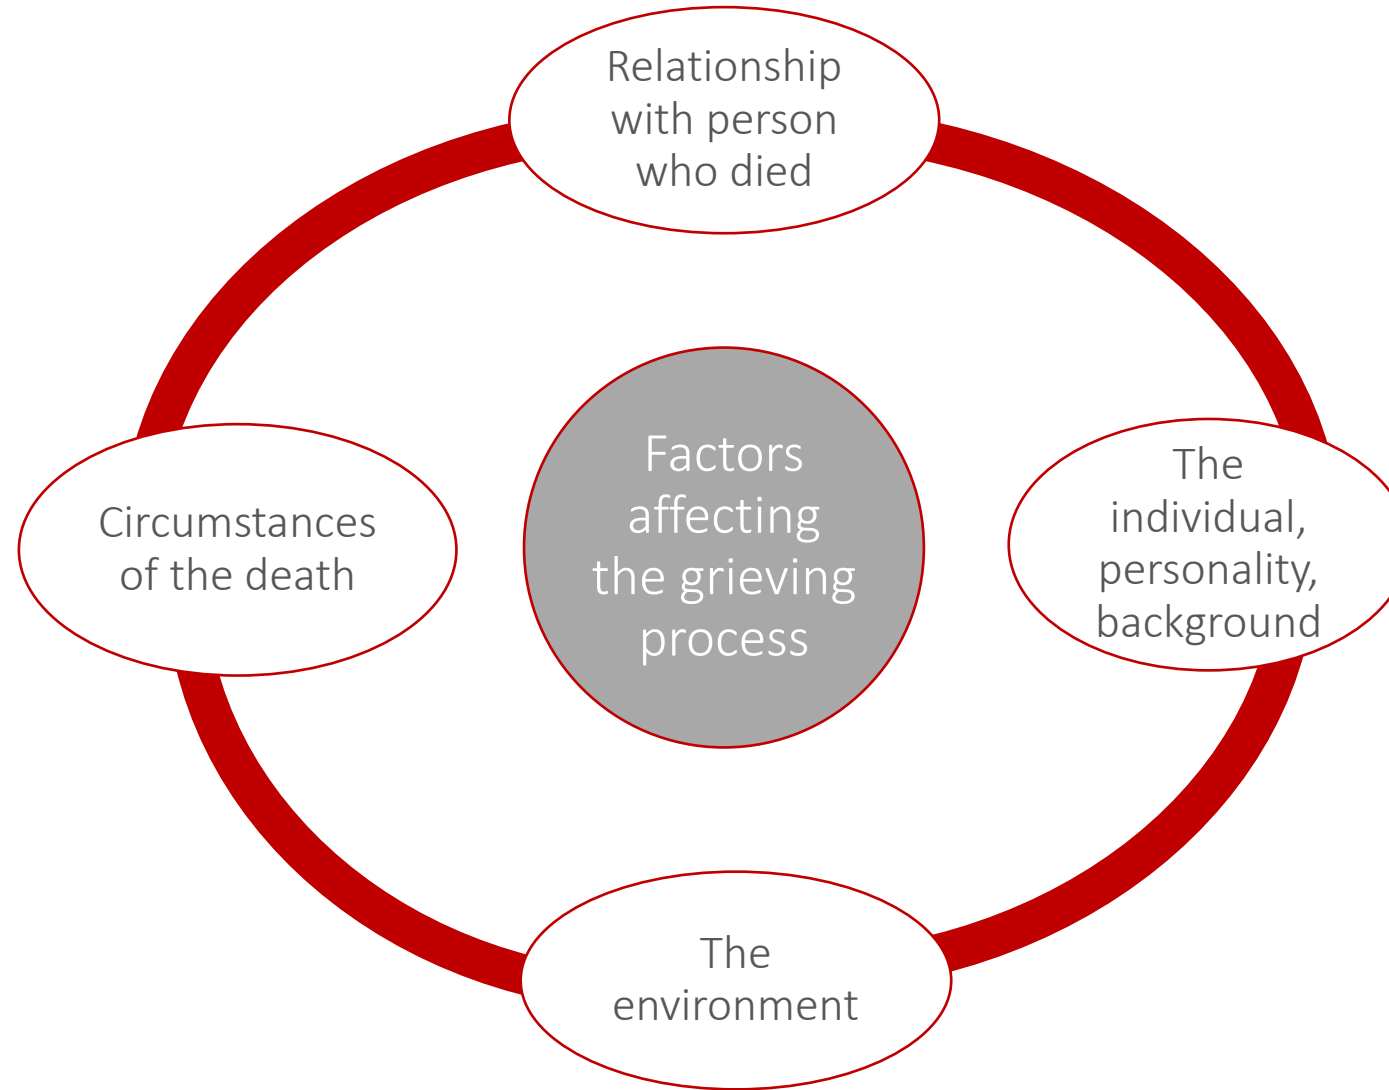 Relationship
with person
who died
Factors
affecting
the grieving
process
The
individual,
personality,
background
Circumstances
of the death
The
environment